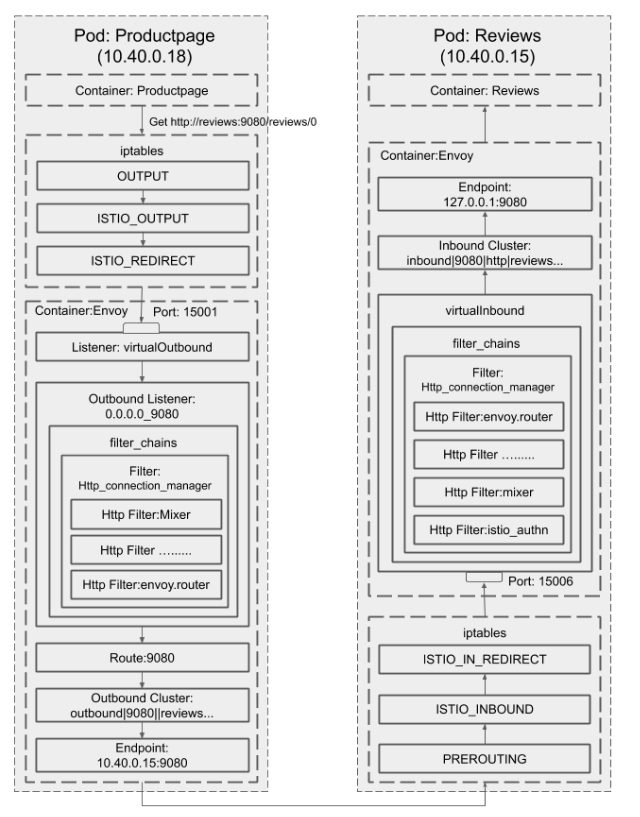 Pod: Productpage
(10.40.0.18)
Container: Productpage
Get http://reviews:9080/reviews/0
iptables
OUTPUT
ISTIO_OUTPUT
ISTIO_REDIRECT
Container:Envoy
Port: 15001
Listener: virtualOutbound
Outbound Listener:
0.0.0.0_9080
filter_chains
Filter:
Http_connection_manager
Http Filter:Mixer
Http Filter ….......
Http Filter:envoy.router
Route:9080
Outbound Cluster:
outbound|9080||reviews...
Endpoint:
10.40.0.15:9080
Pod: Reviews
(10.40.0.15)
Container: Reviews
Container:Envoy
Endpoint:
127.0.0.1:9080
Inbound Cluster:
inbound|9080|http|reviews...
virtualInbound
filter_chains
Filter:
Http_connection_manager
Http Filter:envoy.router
Http Filter ….......
Http Filter:mixer
Http Filter:istio_authn
Port: 15006
iptables
ISTIO_IN_REDIRECT
ISTIO_INBOUND
PREROUTING